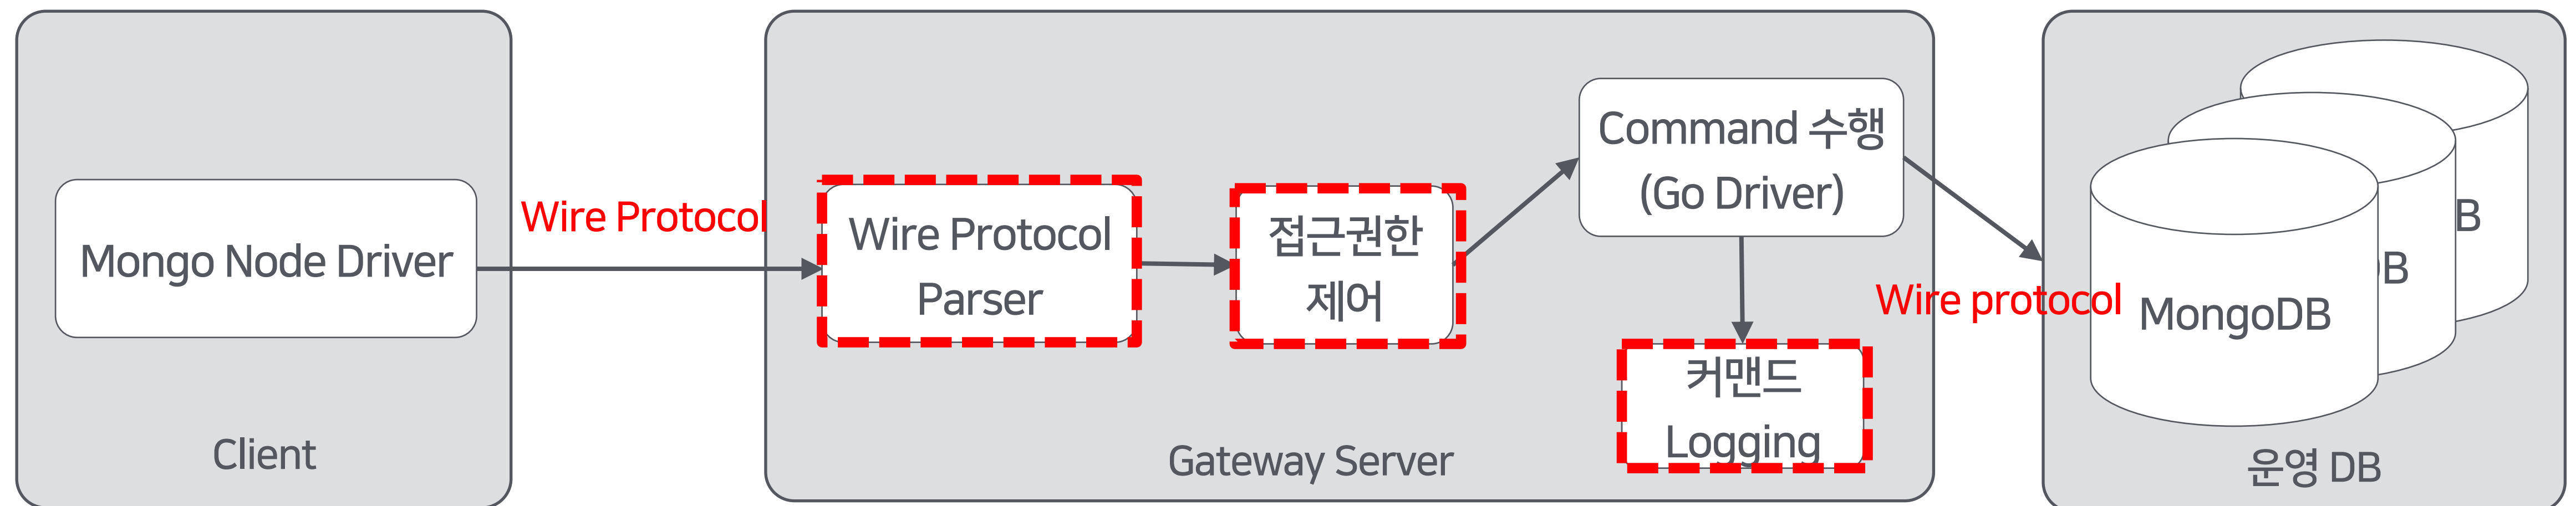 Mongo Node Driver
Client
Wire Protocol
Wire Protocol
Parser
접근권한
제어
Command 수행
(Go Driver)
커맨드
Logging
Gateway Server
Wire protocol
MongoDB
B
B
운영 DB